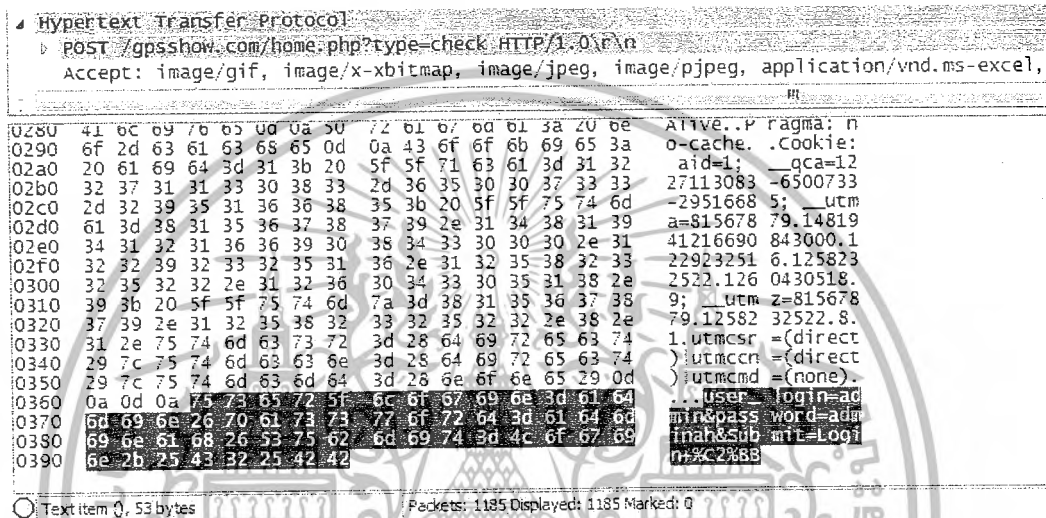 Hypertext Transfer Protocol
POST /gpsshow.com/home.php?type=check HTTP/1.0\r\n
Accept: image/gif, image/x-xbitmap, image/jpeg, image/pjpeg, application/vnd.ms-excel,
0280 41 6c 69 76 65 0d 0a 50 72 61 67 6d 61 3a 20 6e Alive..P ragma: n
0290 6f 2d 63 61 63 68 65 0d 0a 43 6f 6f 6b 69 65 3a o-cache. .Cookie:
02a0 20 61 69 64 3d 31 3b 20 5f 5f 71 63 61 3d 31 32 aid=1; __qca=12
02b0 32 37 31 31 33 30 38 33 2d 36 35 30 30 37 33 33 27113083 -6500733
02c0 2d 32 39 35 31 36 36 38 35 3b 20 5f 5f 75 74 6d -2951668 5; __utm
02d0 61 3d 38 31 35 36 37 38 37 39 2e 31 34 38 31 39 a=815678 79.14819
02e0 34 31 32 31 36 36 39 30 38 34 33 30 30 30 2e 31 41216690 843000.1
02f0 32 32 39 32 33 32 35 31 36 2e 31 32 35 38 32 33 22923251 6.125823
0300 32 35 32 32 2e 31 32 36 30 34 33 30 35 31 38 2e 2522.126 0430518.
0310 39 3b 20 5f 5f 75 74 6d 7a 3d 38 31 35 36 37 38 9; __utm z=815678
0320 37 39 2e 31 32 35 38 32 33 32 35 32 32 2e 38 2e 79.12582 32522.8.
0330 31 2e 75 74 6d 63 73 72 3d 28 64 69 72 65 63 74 1.utmcsr =(direct
0340 29 7c 75 74 6d 63 63 6e 3d 28 64 69 72 65 63 74 )|utmccn =(direct
0350 29 7c 75 74 6d 63 6d 64 3d 28 6e 6f 6e 65 29 0d )|utmcmd =(none).
0360 0a 0d 0a 75 73 65 72 5f 6c 6f 67 69 6e 3d 61 64 ...user_ login=ad
0370 6d 69 6e 26 70 61 73 73 77 6f 72 64 3d 61 64 6d min&pass word=adm
0380 69 6e 61 68 26 53 75 62 6d 69 74 3d 4c 6f 67 69 inah&Sub mit=Logi
0390 6e 2b 25 43 32 25 42 42 n+%C2%BB
Text item (), 53 bytes Packets: 1185 Displayed: 1185 Marked: 0